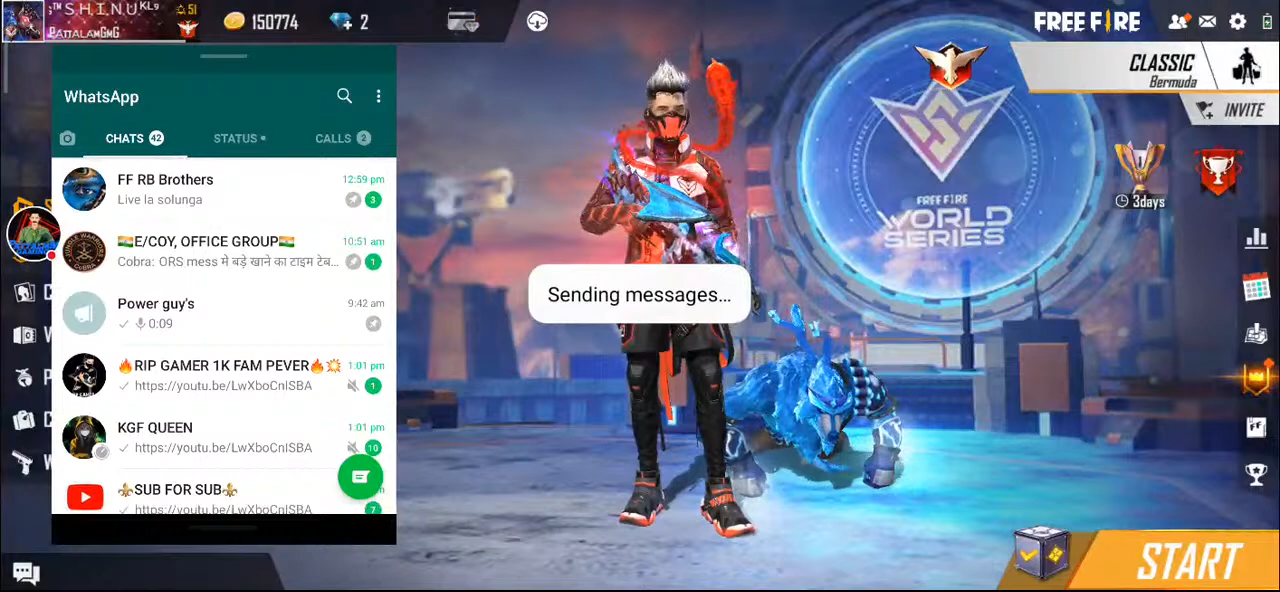 S.H.I.N.U KL9
51
PATTALAMGMG
150774
2
FREE FIRE
CLASSIC
Bermuda
INVITE
3days
FREE FIRE
WORLD
SERIES
WhatsApp
CHATS 42
STATUS
CALLS 2
FF RB Brothers
12:59 pm
Live la solunga
3
🇮🇳E/COY, OFFICE GROUP🇮🇳
10:51 am
Cobra: ORS mess मे बड़े खाने का टाइम टेब...
1
Power guy's
9:42 am
0:09
🔥RIP GAMER 1K FAM PEVER🔥💥
1:01 pm
https://youtu.be/LwXboCnlSBA
1
KGF QUEEN
1:01 pm
https://youtu.be/LwXboCnlSBA
10
⚜️SUB FOR SUB⚜️
https://youtu.be/LwXboCnlSBA
7
Sending messages...
FF
START